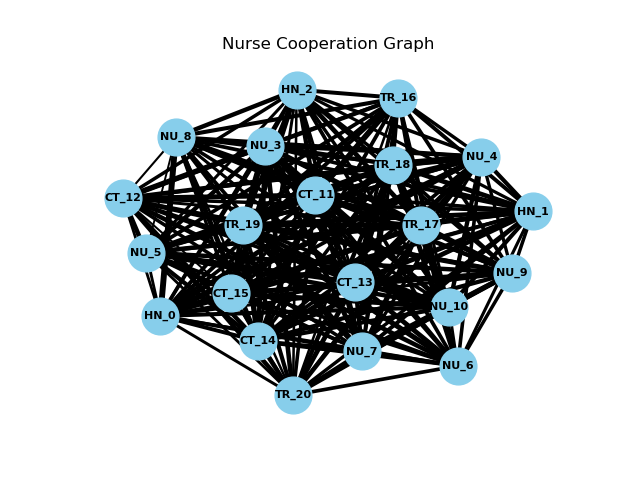 Nurse Cooperation Graph
HN_2
TR_16
NU_8
NU_3
NU_4
TR_18
CT_11
CT_12
HN_1
TR_19
TR_17
NU_5
NU_9
CT_13
CT_15
NU_10
HN_0
CT_14
NU_7
NU_6
TR_20